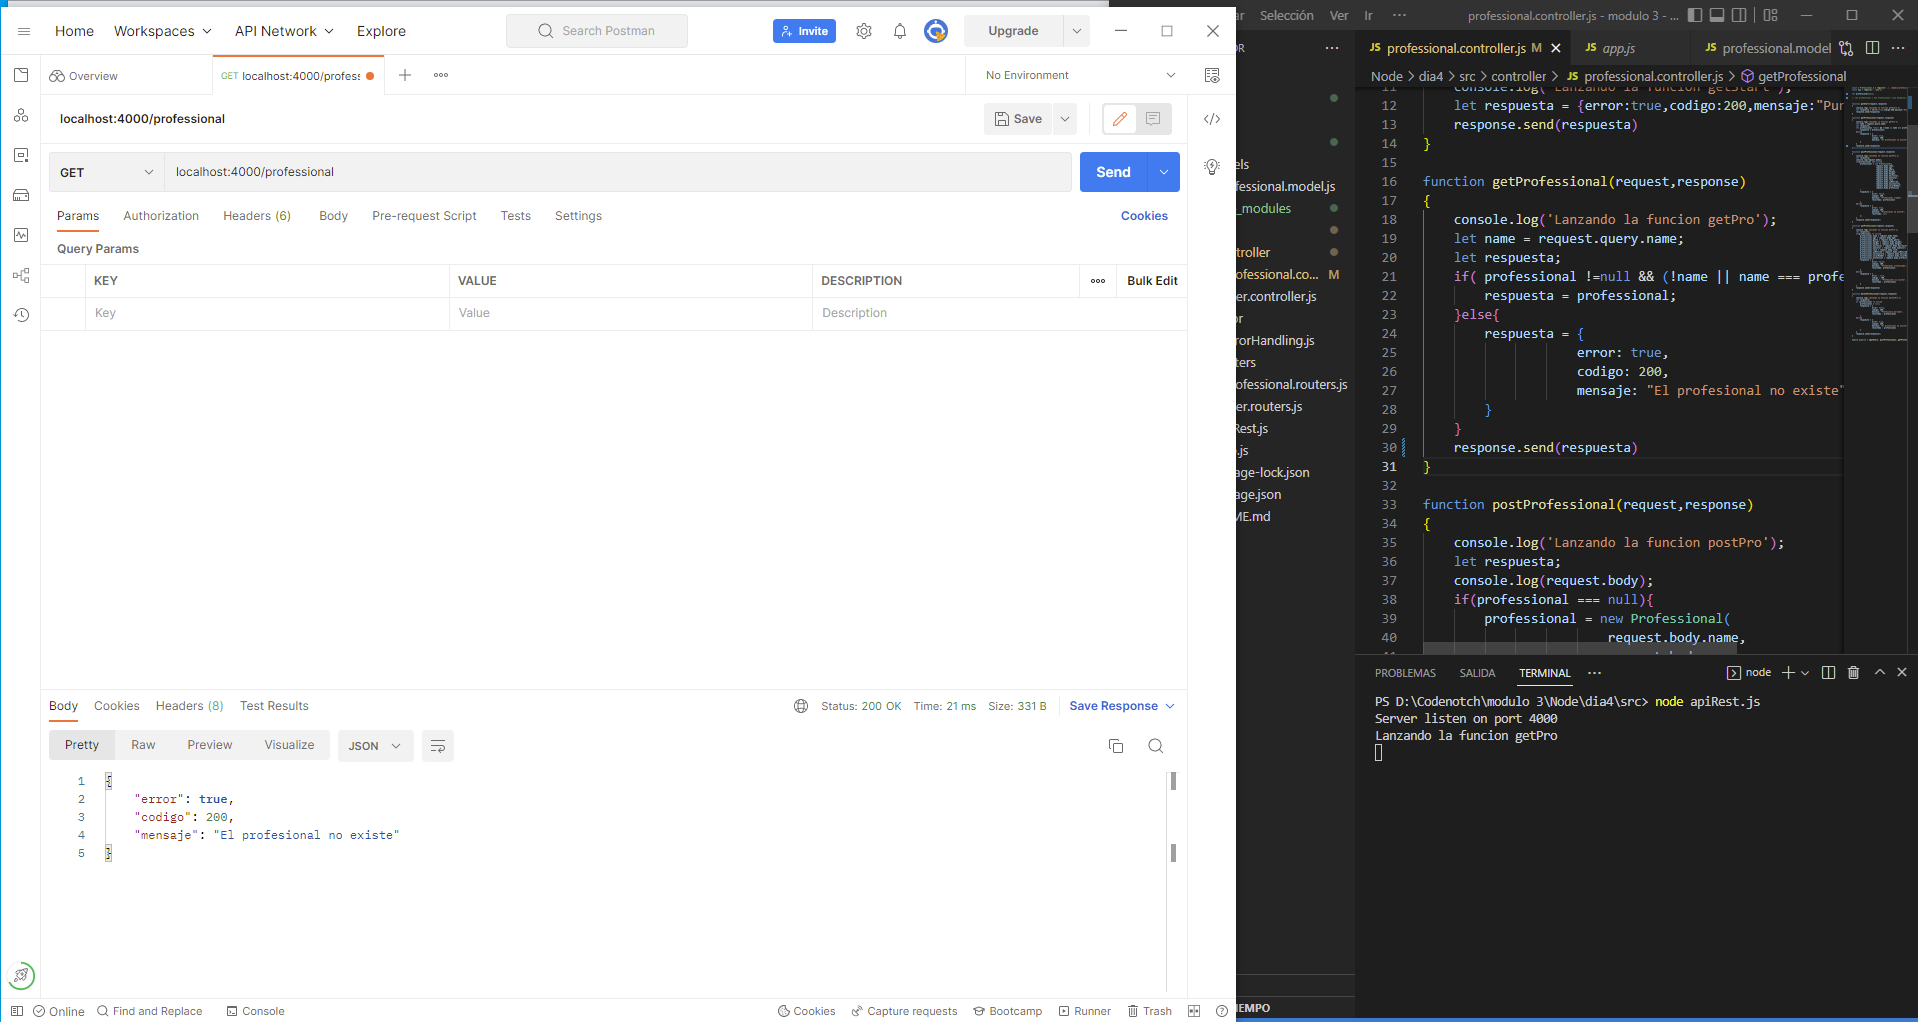 Home Workspaces API Network Explore
Search Postman
Invite
Upgrade
Overview
GET localhost:4000/profess
No Environment
localhost:4000/professional
Save
GET
localhost:4000/professional
Send
Params Authorization Headers (6) Body Pre-request Script Tests Settings
Cookies
Query Params
KEY VALUE DESCRIPTION
Bulk Edit
Key Value Description
Body Cookies Headers (8) Test Results
Status: 200 OK Time: 21 ms Size: 331 B
Save Response
Pretty Raw Preview Visualize JSON
1 {
2 "error": true,
3 "codigo": 200,
4 "mensaje": "El profesional no existe"
5 }
Online Find and Replace Console
Cookies Capture requests Bootcamp Runner Trash
ar Selección Ver Ir ···
professional.controller.js - modulo 3 - ...
OR
els
fessional.model.js
_modules
troller
ofessional.co... M
er.controller.js
or
rorHandling.js
ters
ofessional.routers.js
er.routers.js
Rest.js
.js
age-lock.json
age.json
ME.md
IEMPO
JS professional.controller.js M
JS app.js
JS professional.model
Node > dia4 > src > controller > JS professional.controller.js > getProfessional
11 console.log('Lanzando la funcion getStart');
12 let respuesta = {error:true,codigo:200,mensaje:"Pun
13 response.send(respuesta)
14 }
15
16 function getProfessional(request,response)
17 {
18 console.log('Lanzando la funcion getPro');
19 let name = request.query.name;
20 let respuesta;
21 if( professional !=null && (!name || name === profe
22 respuesta = professional;
23 }else{
24 respuesta = {
25 error: true,
26 codigo: 200,
27 mensaje: "El profesional no existe"
28 }
29 }
30 response.send(respuesta)
31 }
32
33 function postProfessional(request,response)
34 {
35 console.log('Lanzando la funcion postPro');
36 let respuesta;
37 console.log(request.body);
38 if(professional === null){
39 professional = new Professional(
40 request.body.name,
PROBLEMAS SALIDA TERMINAL ···
node
PS D:\Codenotch\modulo 3\Node\dia4\src> node apiRest.js
Server listen on port 4000
Lanzando la funcion getPro